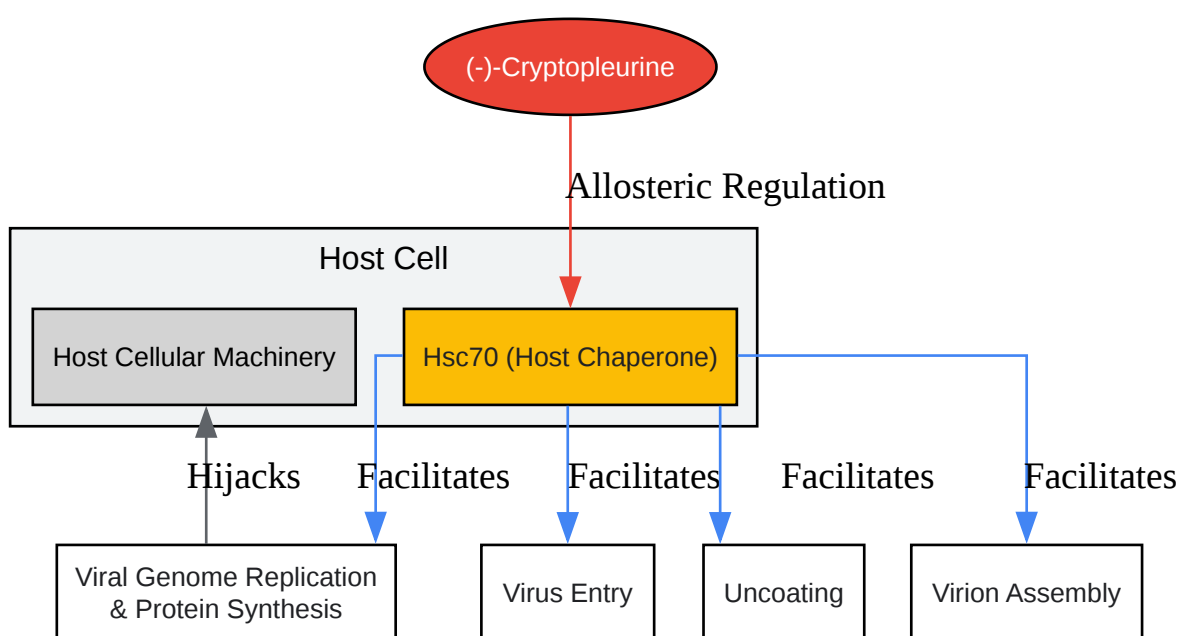 (-)-Cryptopleurine
Allosteric Regulation
Host Cell
Host Cellular Machinery
Hsc70 (Host Chaperone)
Hijacks
Facilitates
Facilitates
Facilitates
Facilitates
Viral Genome Replication
& Protein Synthesis
Virus Entry
Uncoating
Virion Assembly